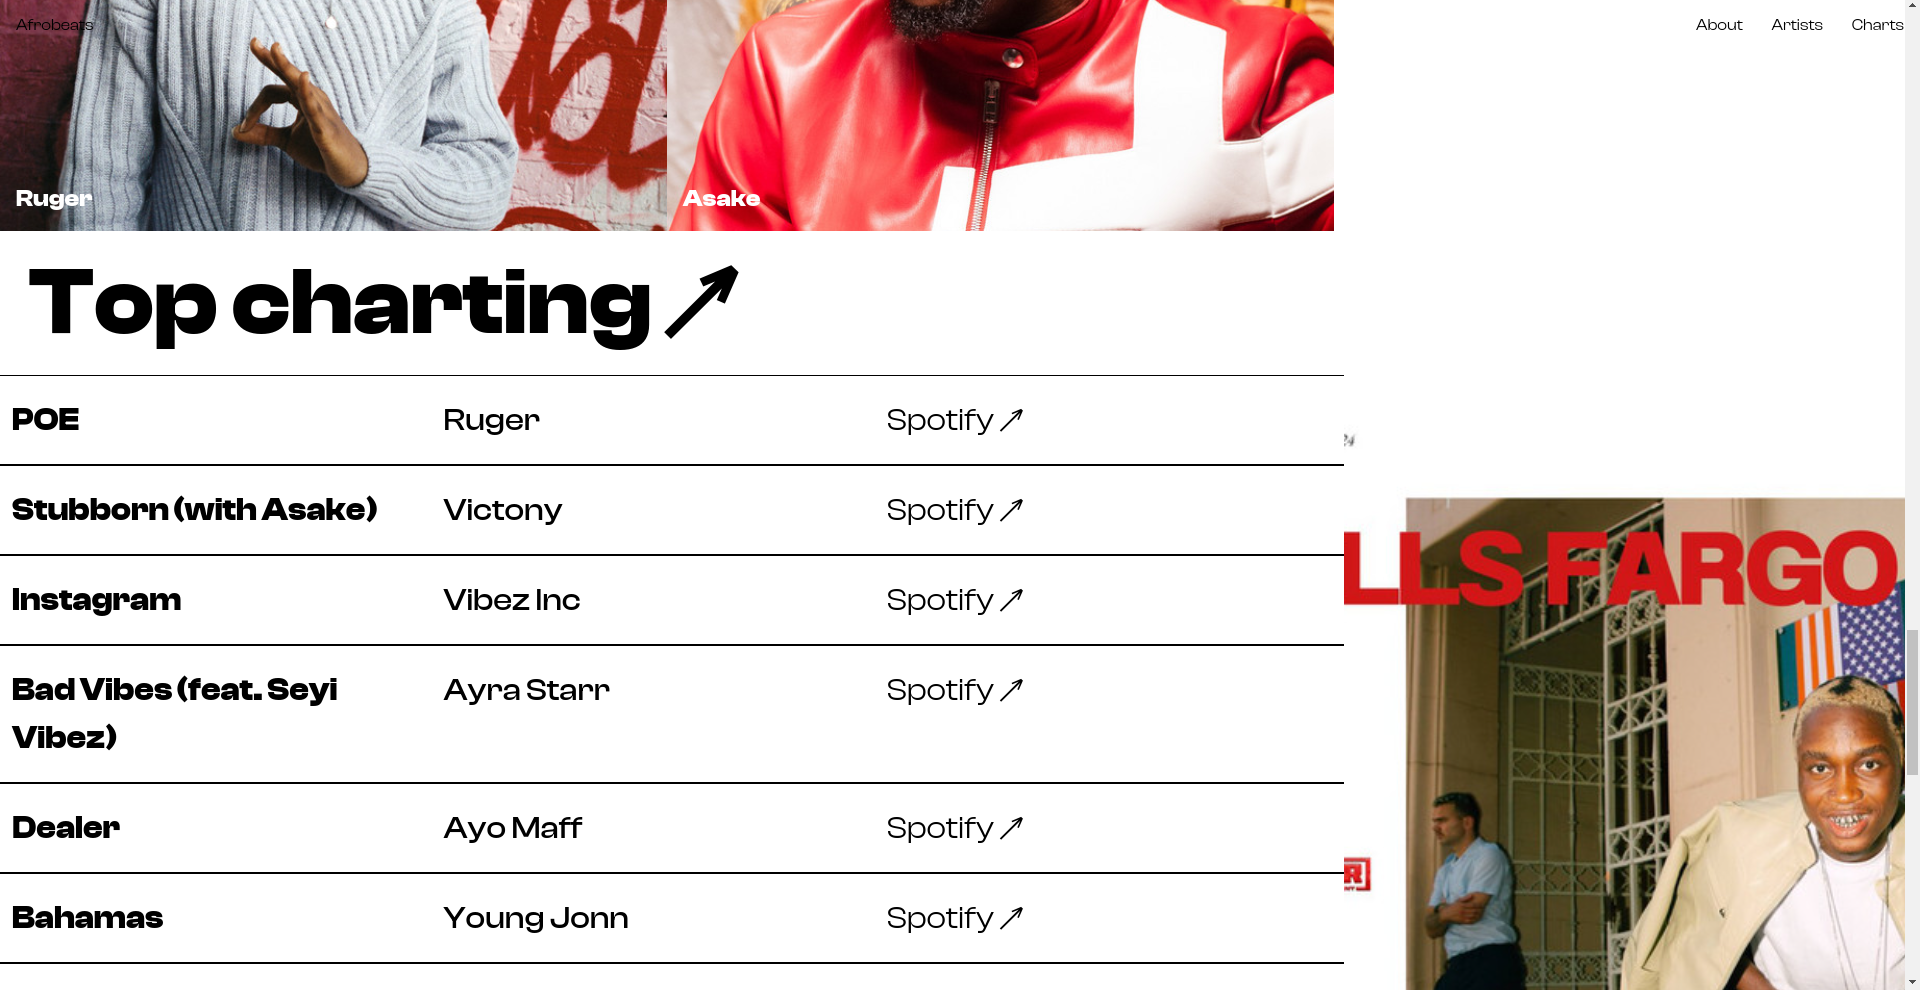 Afrobeats
About
Artists
Charts
Ruger
Asake
Top charting ↗
POE
Ruger
Spotify ↗
Stubborn (with Asake)
Victony
Spotify ↗
Instagram
Vibez Inc
Spotify ↗
Bad Vibes (feat. Seyi
Vibez)
Ayra Starr
Spotify ↗
Dealer
Ayo Maff
Spotify ↗
Bahamas
Young Jonn
Spotify ↗
24
LLS FARGO
R